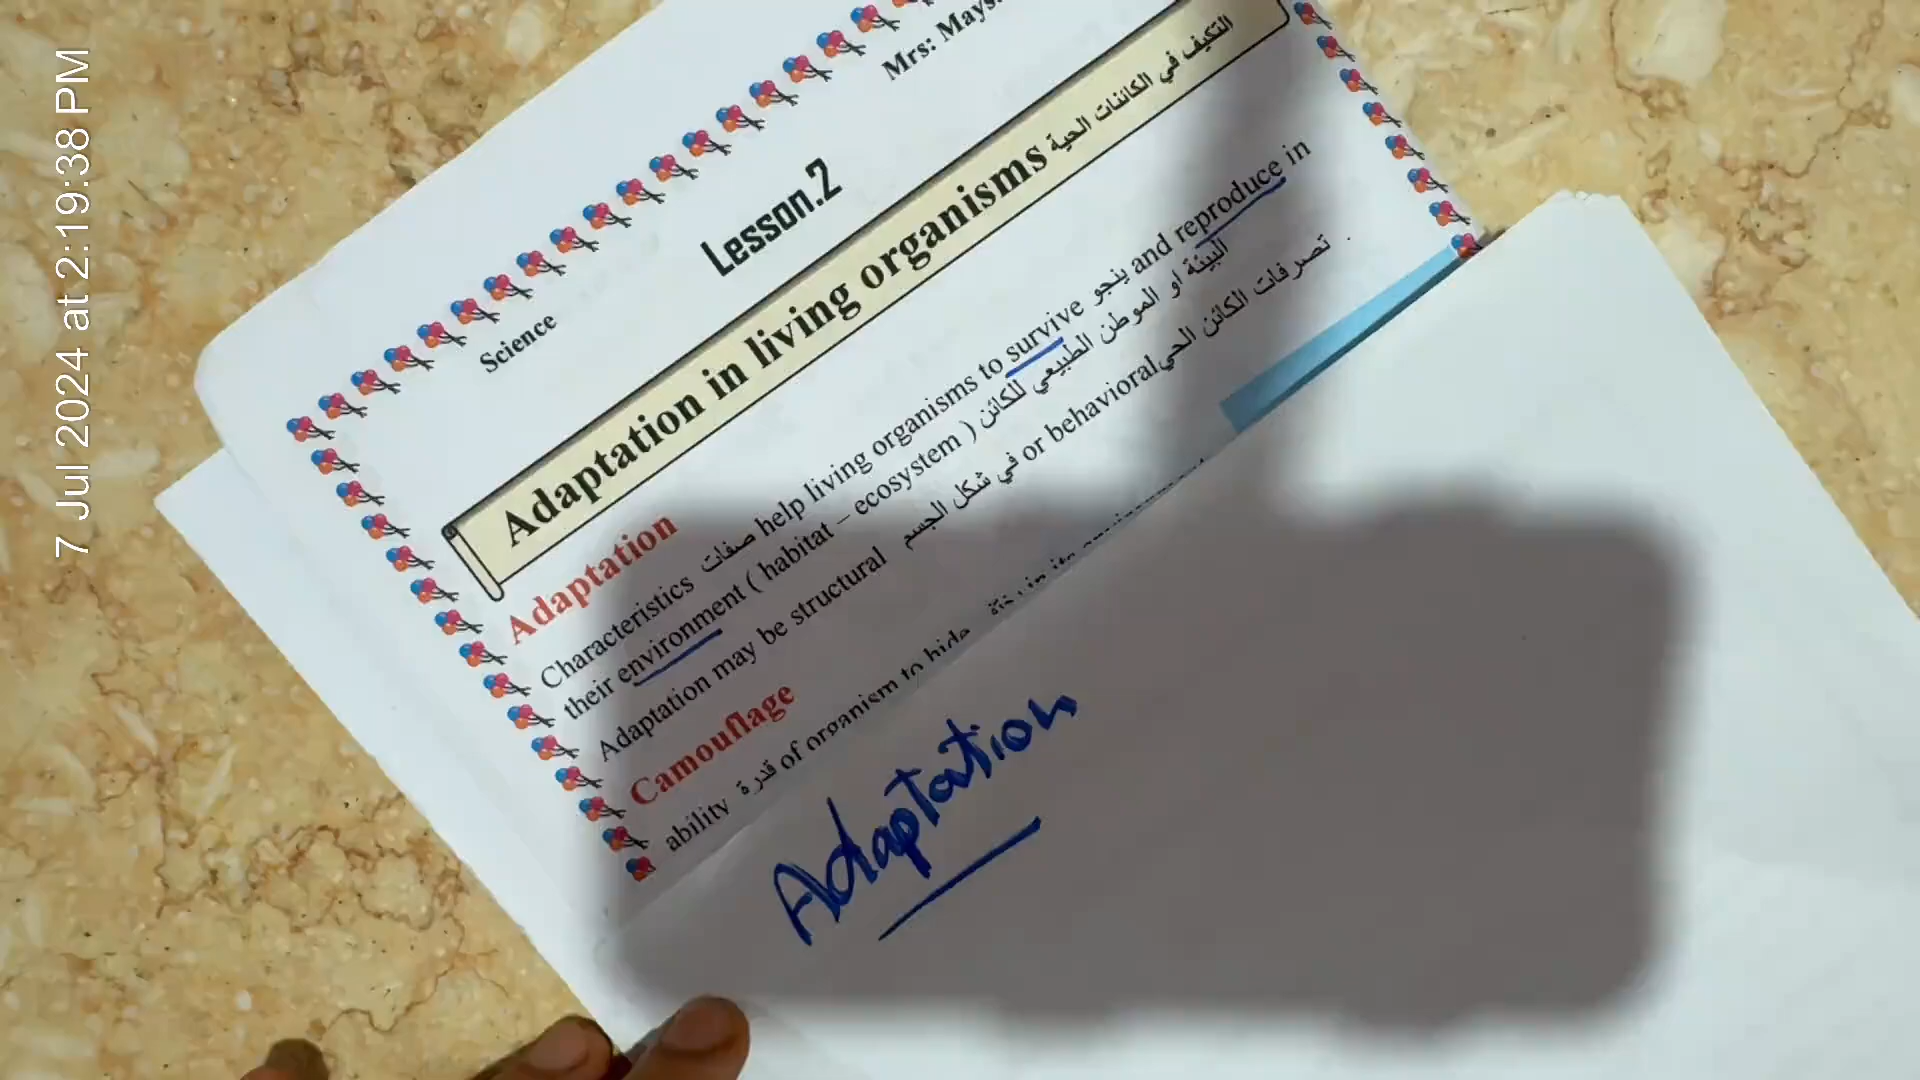 7 Jul 2024 at 2:19:38 PM
Mrs: Mays
Science
Lesson.2
Adaptation in living organisms التكيف في الكائنات الحية
Adaptation
Characteristics صفات help living organisms to survive ينجو and reproduce in
their environment ( habitat – ecosystem ) البيئة او الموطن الطبيعي للكائن
Adaptation may be structural في شكل الجسم or behavioral تصرفات الكائن الحي
Camouflage
ability قدرة of organism to hide in its
Adaptation